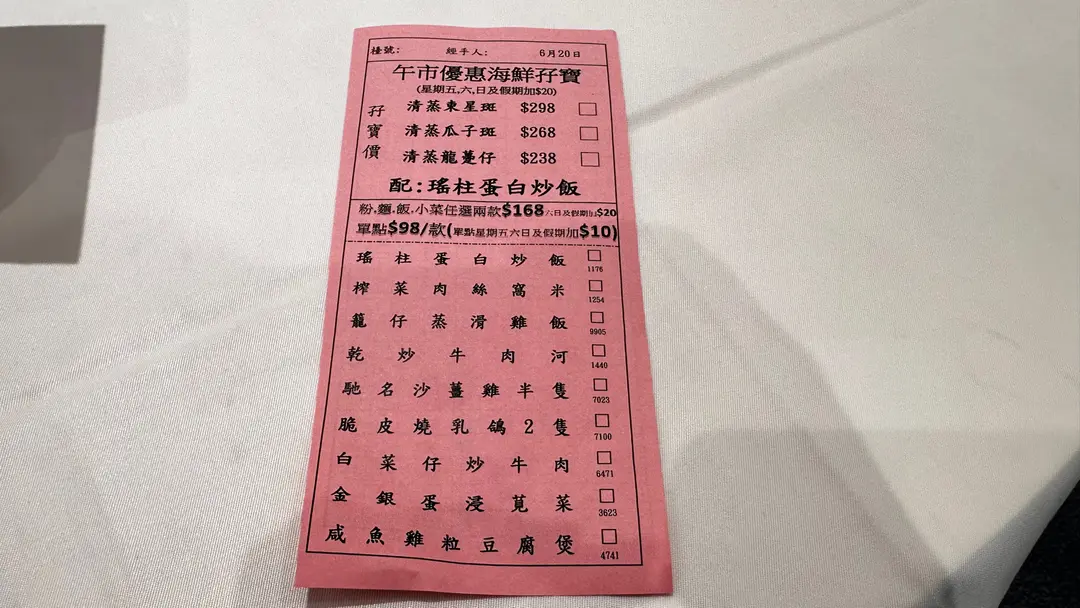 檯號: 經手人: 6月20日
午市優惠海鮮孖寶
(星期五,六,日及假期加$20)
孖寶價
清蒸東星斑 $298
清蒸瓜子斑 $268
清蒸龍躉仔 $238
配:瑤柱蛋白炒飯
粉.麵.飯.小菜任選兩款$168六日及假期加$20
單點$98/款(單點星期五六日及假期加$10)
瑤柱蛋白炒飯 1176
榨菜肉絲窩米 1254
籠仔蒸滑雞飯 9905
乾炒牛肉河 1440
馳名沙薑雞半隻 7023
脆皮燒乳鴿2隻 7100
白菜仔炒牛肉 6471
金銀蛋浸莧菜 3623
咸魚雞粒豆腐煲 4741